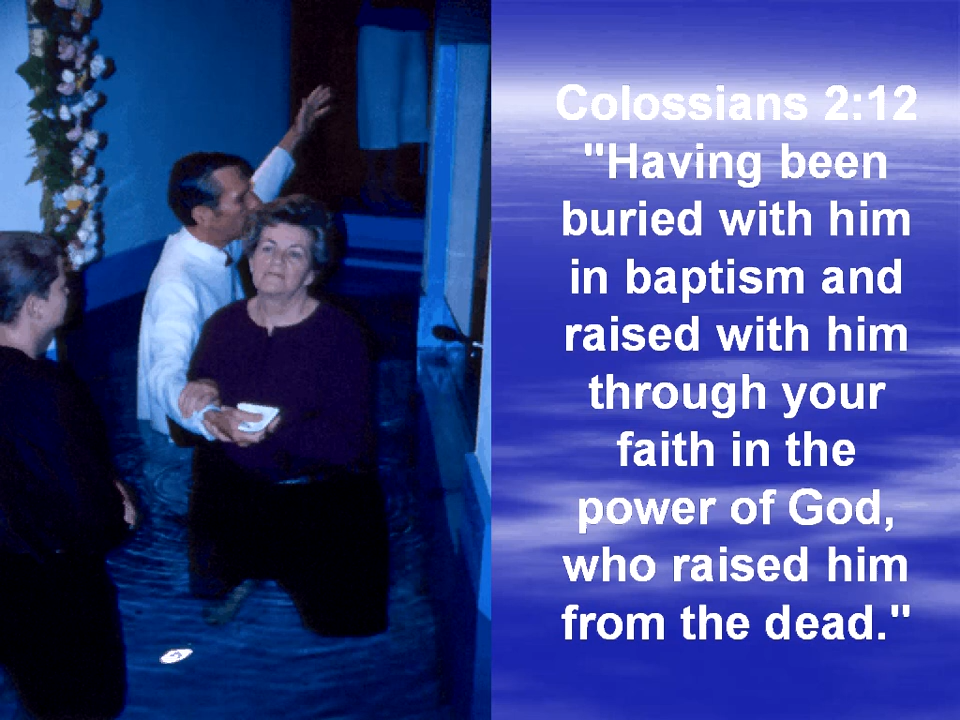 Colossians 2:12
"Having been
buried with him
in baptism and
raised with him
through your
faith in the
power of God,
who raised him
from the dead."